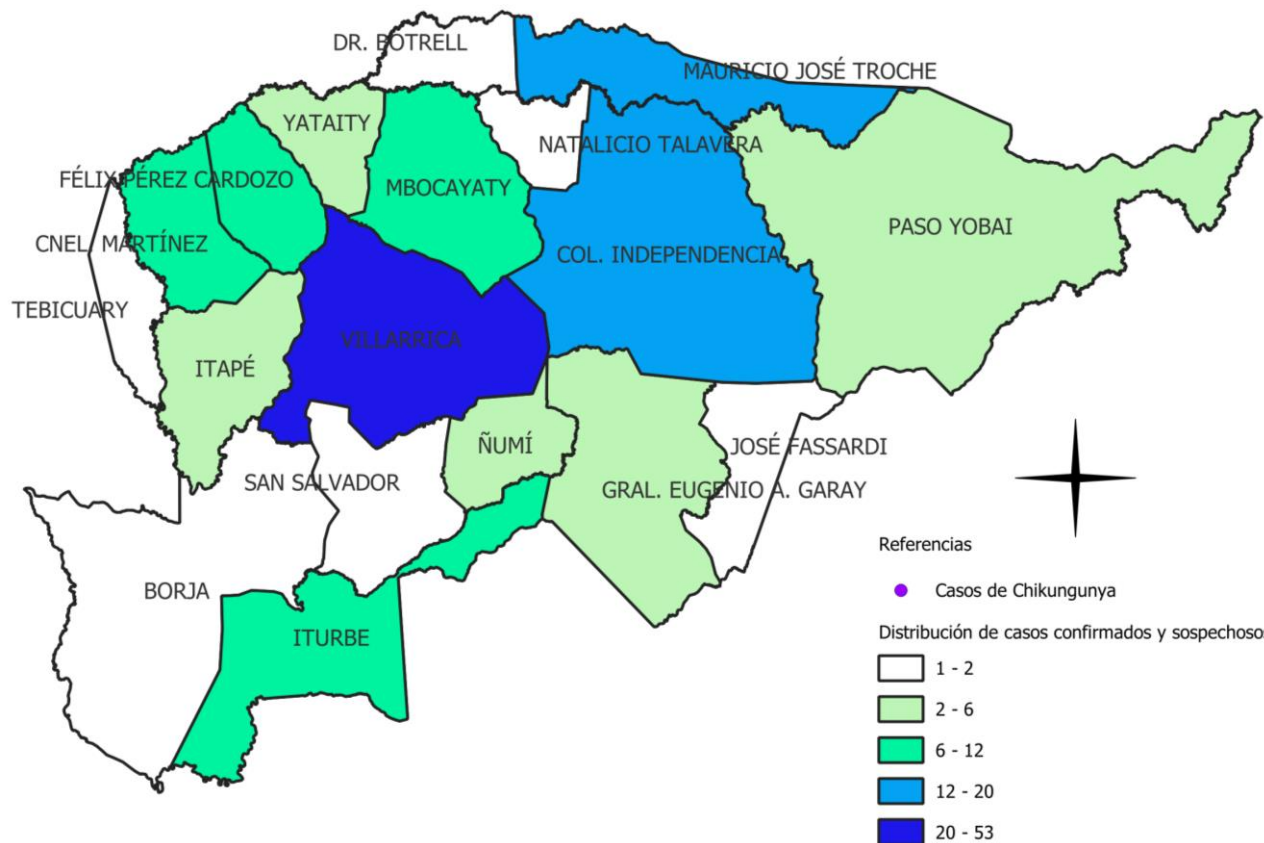 DR. BOTRELL
MAURICIO JOSÉ TROCHE
YATAITY
NATALICIO TALAVERA
FÉLIX PÉREZ CARDOZO
MBOCAYATY
PASO YOBAI
CNEL. MARTÍNEZ
COL. INDEPENDENCIA
TEBICUARY
VILLARRICA
ITAPÉ
ÑUMÍ
JOSÉ FASSARDI
SAN SALVADOR
GRAL. EUGENIO A. GARAY
BORJA
ITURBE
Referencias
Casos de Chikungunya
Distribución de casos confirmados y sospechosos
1 - 2
2 - 6
6 - 12
12 - 20
20 - 53